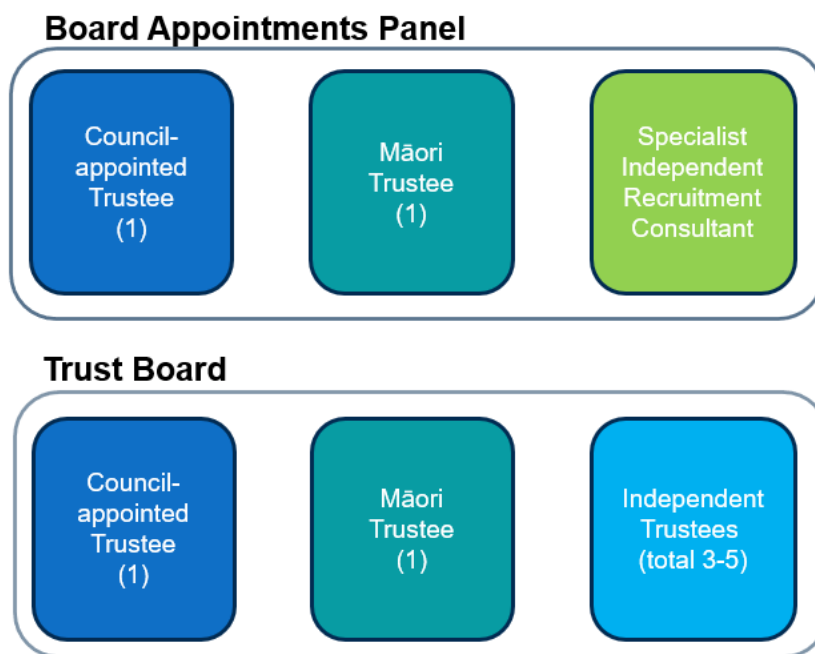 Board Appointments Panel
Council-
appointed
Trustee
(1)
Māori
Trustee
(1)
Specialist
Independent
Recruitment
Consultant
Trust Board
Council-
appointed
Trustee
(1)
Māori
Trustee
(1)
Independent
Trustees
(total 3-5)